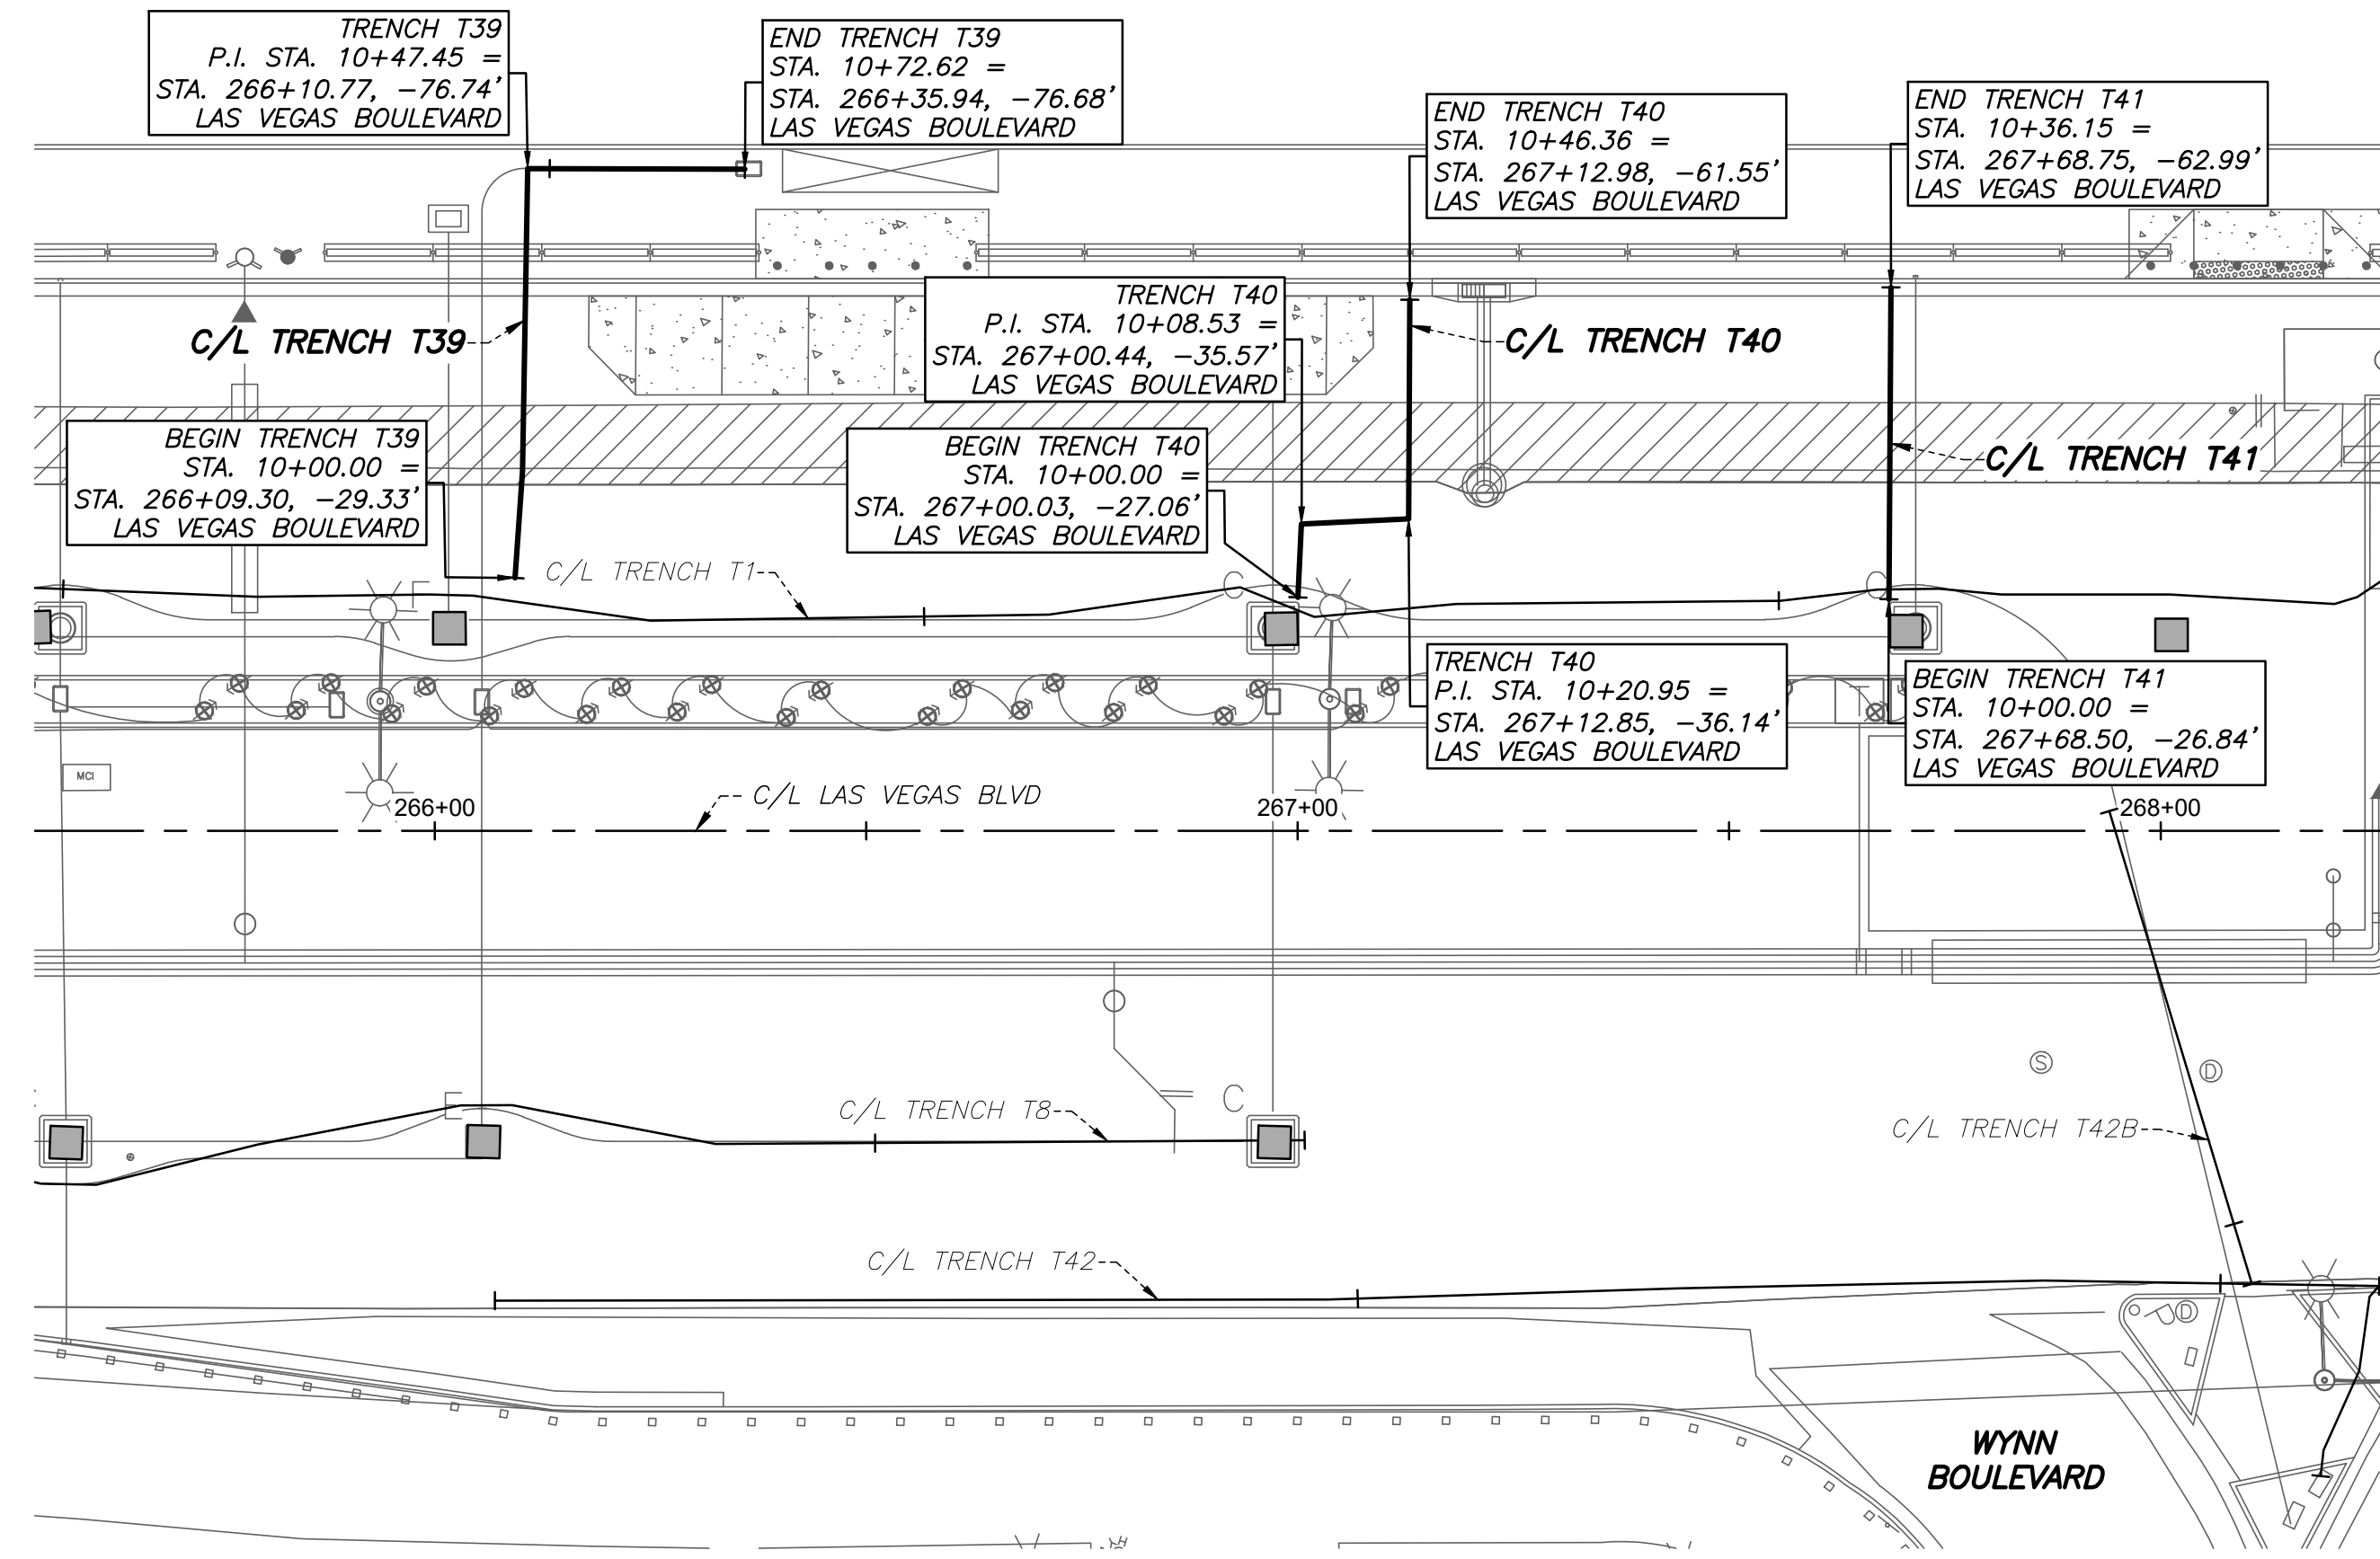 TRENCH T39
P.I. STA. 10+47.45 =
STA. 266+10.77, -76.74'
LAS VEGAS BOULEVARD
END TRENCH T39
STA. 10+72.62 =
STA. 266+35.94, -76.68'
LAS VEGAS BOULEVARD
END TRENCH T40
STA. 10+46.36 =
STA. 267+12.98, -61.55'
LAS VEGAS BOULEVARD
END TRENCH T41
STA. 10+36.15 =
STA. 267+68.75, -62.99'
LAS VEGAS BOULEVARD
C/L TRENCH T39
TRENCH T40
P.I. STA. 10+08.53 =
STA. 267+00.44, -35.57'
LAS VEGAS BOULEVARD
C/L TRENCH T40
BEGIN TRENCH T39
STA. 10+00.00 =
STA. 266+09.30, -29.33'
LAS VEGAS BOULEVARD
BEGIN TRENCH T40
STA. 10+00.00 =
STA. 267+00.03, -27.06'
LAS VEGAS BOULEVARD
C/L TRENCH T41
C/L TRENCH T1
C
C
TRENCH T40
P.I. STA. 10+20.95 =
STA. 267+12.85, -36.14'
LAS VEGAS BOULEVARD
BEGIN TRENCH T41
STA. 10+00.00 =
STA. 267+68.50, -26.84'
LAS VEGAS BOULEVARD
MCI
C/L LAS VEGAS BLVD
266+00
267+00
268+00
S
D
C/L TRENCH T8
C
E
C/L TRENCH T42B
C/L TRENCH T42
P
D
WYNN
BOULEVARD